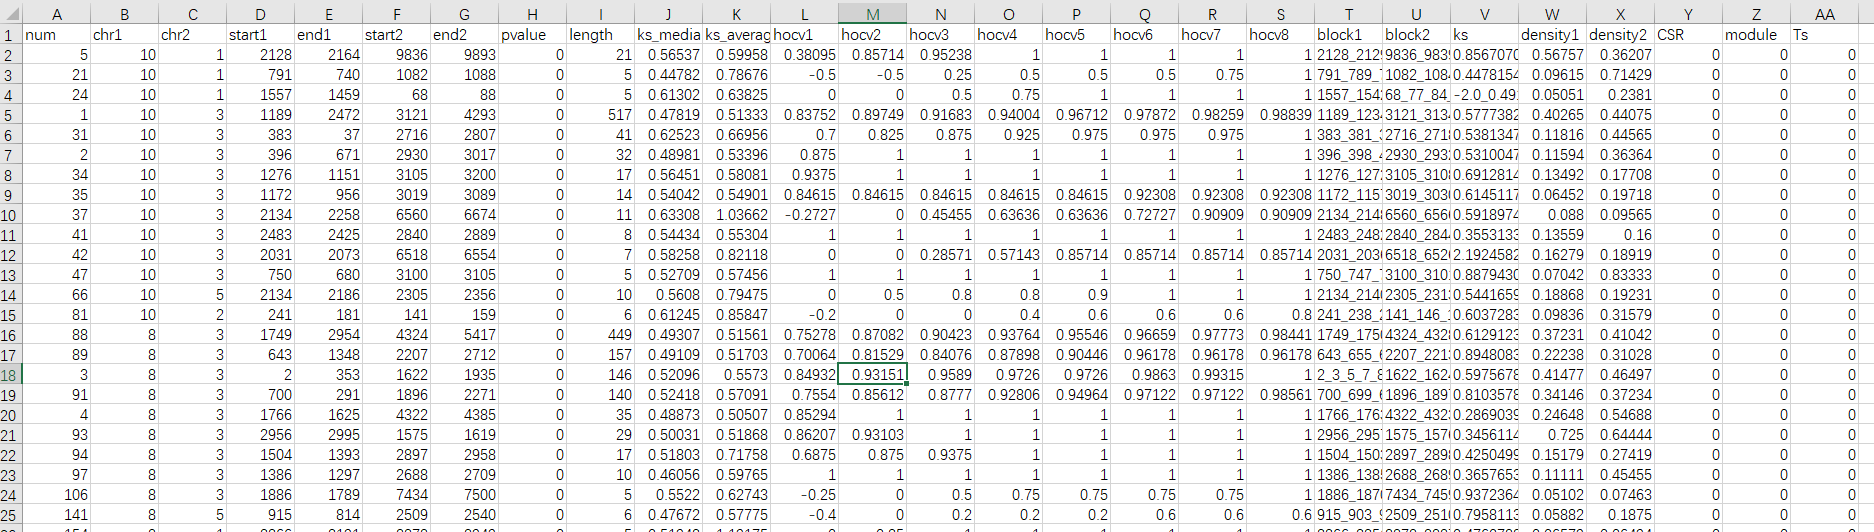 A B C D E F G H I J K L M N O P Q R S T U V W X Y Z AA
1 num chr1 chr2 start1 end1 start2 end2 pvalue length ks_media ks_averag hocv1 hocv2 hocv3 hocv4 hocv5 hocv6 hocv7 hocv8 block1 block2 ks density1 density2 CSR module Ts
2 5 10 1 2128 2164 9836 9893 0 21 0.56537 0.59958 0.38095 0.85714 0.95238 1 1 1 1 1 2128_212 9836_983 0.8567070 0.56757 0.36207 0 0 0
3 21 10 1 791 740 1082 1088 0 5 0.44782 0.78676 -0.5 -0.5 0.25 0.5 0.5 0.5 0.75 1 791_789_ 1082_108 0.4478154 0.09615 0.71429 0 0 0
4 24 10 1 1557 1459 68 88 0 5 0.61302 0.63825 0 0 0.5 0.75 1 1 1 1 1557_154 68_77_84_ -2.0_0.49 0.05051 0.2381 0 0 0
5 1 10 3 1189 2472 3121 4293 0 517 0.47819 0.51333 0.83752 0.89749 0.91683 0.94004 0.96712 0.97872 0.98259 0.98839 1189_123 3121_313 0.5777382 0.40265 0.44075 0 0 0
6 31 10 3 383 37 2716 2807 0 41 0.62523 0.66956 0.7 0.825 0.875 0.925 0.975 0.975 0.975 1 383_381_ 2716_271 0.5381347 0.11816 0.44565 0 0 0
7 2 10 3 396 671 2930 3017 0 32 0.48981 0.53396 0.875 1 1 1 1 1 1 1 396_398_ 2930_293 0.5310047 0.11594 0.36364 0 0 0
8 34 10 3 1276 1151 3105 3200 0 17 0.56451 0.58081 0.9375 1 1 1 1 1 1 1 1276_127 3105_310 0.6912814 0.13492 0.17708 0 0 0
9 35 10 3 1172 956 3019 3089 0 14 0.54042 0.54901 0.84615 0.84615 0.84615 0.84615 0.84615 0.92308 0.92308 0.92308 1172_115 3019_303 0.6145117 0.06452 0.19718 0 0 0
10 37 10 3 2134 2258 6560 6674 0 11 0.63308 1.03662 -0.2727 0 0.45455 0.63636 0.63636 0.72727 0.90909 0.90909 2134_214 6560_656 0.5918974 0.088 0.09565 0 0 0
11 41 10 3 2483 2425 2840 2889 0 8 0.54434 0.55304 1 1 1 1 1 1 1 1 2483_248 2840_284 0.3553133 0.13559 0.16 0 0 0
12 42 10 3 2031 2073 6518 6554 0 7 0.58258 0.82118 0 0 0.28571 0.57143 0.85714 0.85714 0.85714 0.85714 2031_203 6518_652 2.1924582 0.16279 0.18919 0 0 0
13 47 10 3 750 680 3100 3105 0 5 0.52709 0.57456 1 1 1 1 1 1 1 1 750_747_ 3100_310 0.8879430 0.07042 0.83333 0 0 0
14 66 10 5 2134 2186 2305 2356 0 10 0.5608 0.79475 0 0.5 0.8 0.8 0.9 1 1 1 2134_214 2305_231 0.5441659 0.18868 0.19231 0 0 0
15 81 10 2 241 181 141 159 0 6 0.61245 0.85847 -0.2 0 0 0.4 0.6 0.6 0.6 0.8 241_238_ 141_146_ 0.6037283 0.09836 0.31579 0 0 0
16 88 8 3 1749 2954 4324 5417 0 449 0.49307 0.51561 0.75278 0.87082 0.90423 0.93764 0.95546 0.96659 0.97773 0.98441 1749_175 4324_432 0.6129123 0.37231 0.41042 0 0 0
17 89 8 3 643 1348 2207 2712 0 157 0.49109 0.51703 0.70064 0.81529 0.84076 0.87898 0.90446 0.96178 0.96178 0.96178 643_655_ 2207_221 0.8948083 0.22238 0.31028 0 0 0
18 3 8 3 2 353 1622 1935 0 146 0.52096 0.5573 0.84932 0.93151 0.9589 0.9726 0.9726 0.9863 0.99315 1 2_3_5_7_8 1622_162 0.5975678 0.41477 0.46497 0 0 0
19 91 8 3 700 291 1896 2271 0 140 0.52418 0.57091 0.7554 0.85612 0.8777 0.92806 0.94964 0.97122 0.97122 0.98561 700_699_ 1896_189 0.8103578 0.34146 0.37234 0 0 0
20 4 8 3 1766 1625 4322 4385 0 35 0.48873 0.50507 0.85294 1 1 1 1 1 1 1 1766_176 4322_432 0.2869039 0.24648 0.54688 0 0 0
21 93 8 3 2956 2995 1575 1619 0 29 0.50031 0.51868 0.86207 0.93103 1 1 1 1 1 1 2956_295 1575_157 0.3456114 0.725 0.64444 0 0 0
22 94 8 3 1504 1393 2897 2958 0 17 0.51803 0.71758 0.6875 0.875 0.9375 1 1 1 1 1 1504_150 2897_289 0.4250499 0.15179 0.27419 0 0 0
23 97 8 3 1386 1297 2688 2709 0 10 0.46056 0.59765 1 1 1 1 1 1 1 1 1386_138 2688_268 0.3657653 0.11111 0.45455 0 0 0
24 106 8 3 1886 1789 7434 7500 0 5 0.5522 0.62743 -0.25 0 0.5 0.75 0.75 0.75 0.75 1 1886_187 7434_745 0.9372364 0.05102 0.07463 0 0 0
25 141 8 5 915 814 2509 2540 0 6 0.47672 0.57775 -0.4 0 0.2 0.2 0.2 0.6 0.6 0.6 915_903_ 2509_251 0.7958113 0.05882 0.1875 0 0 0